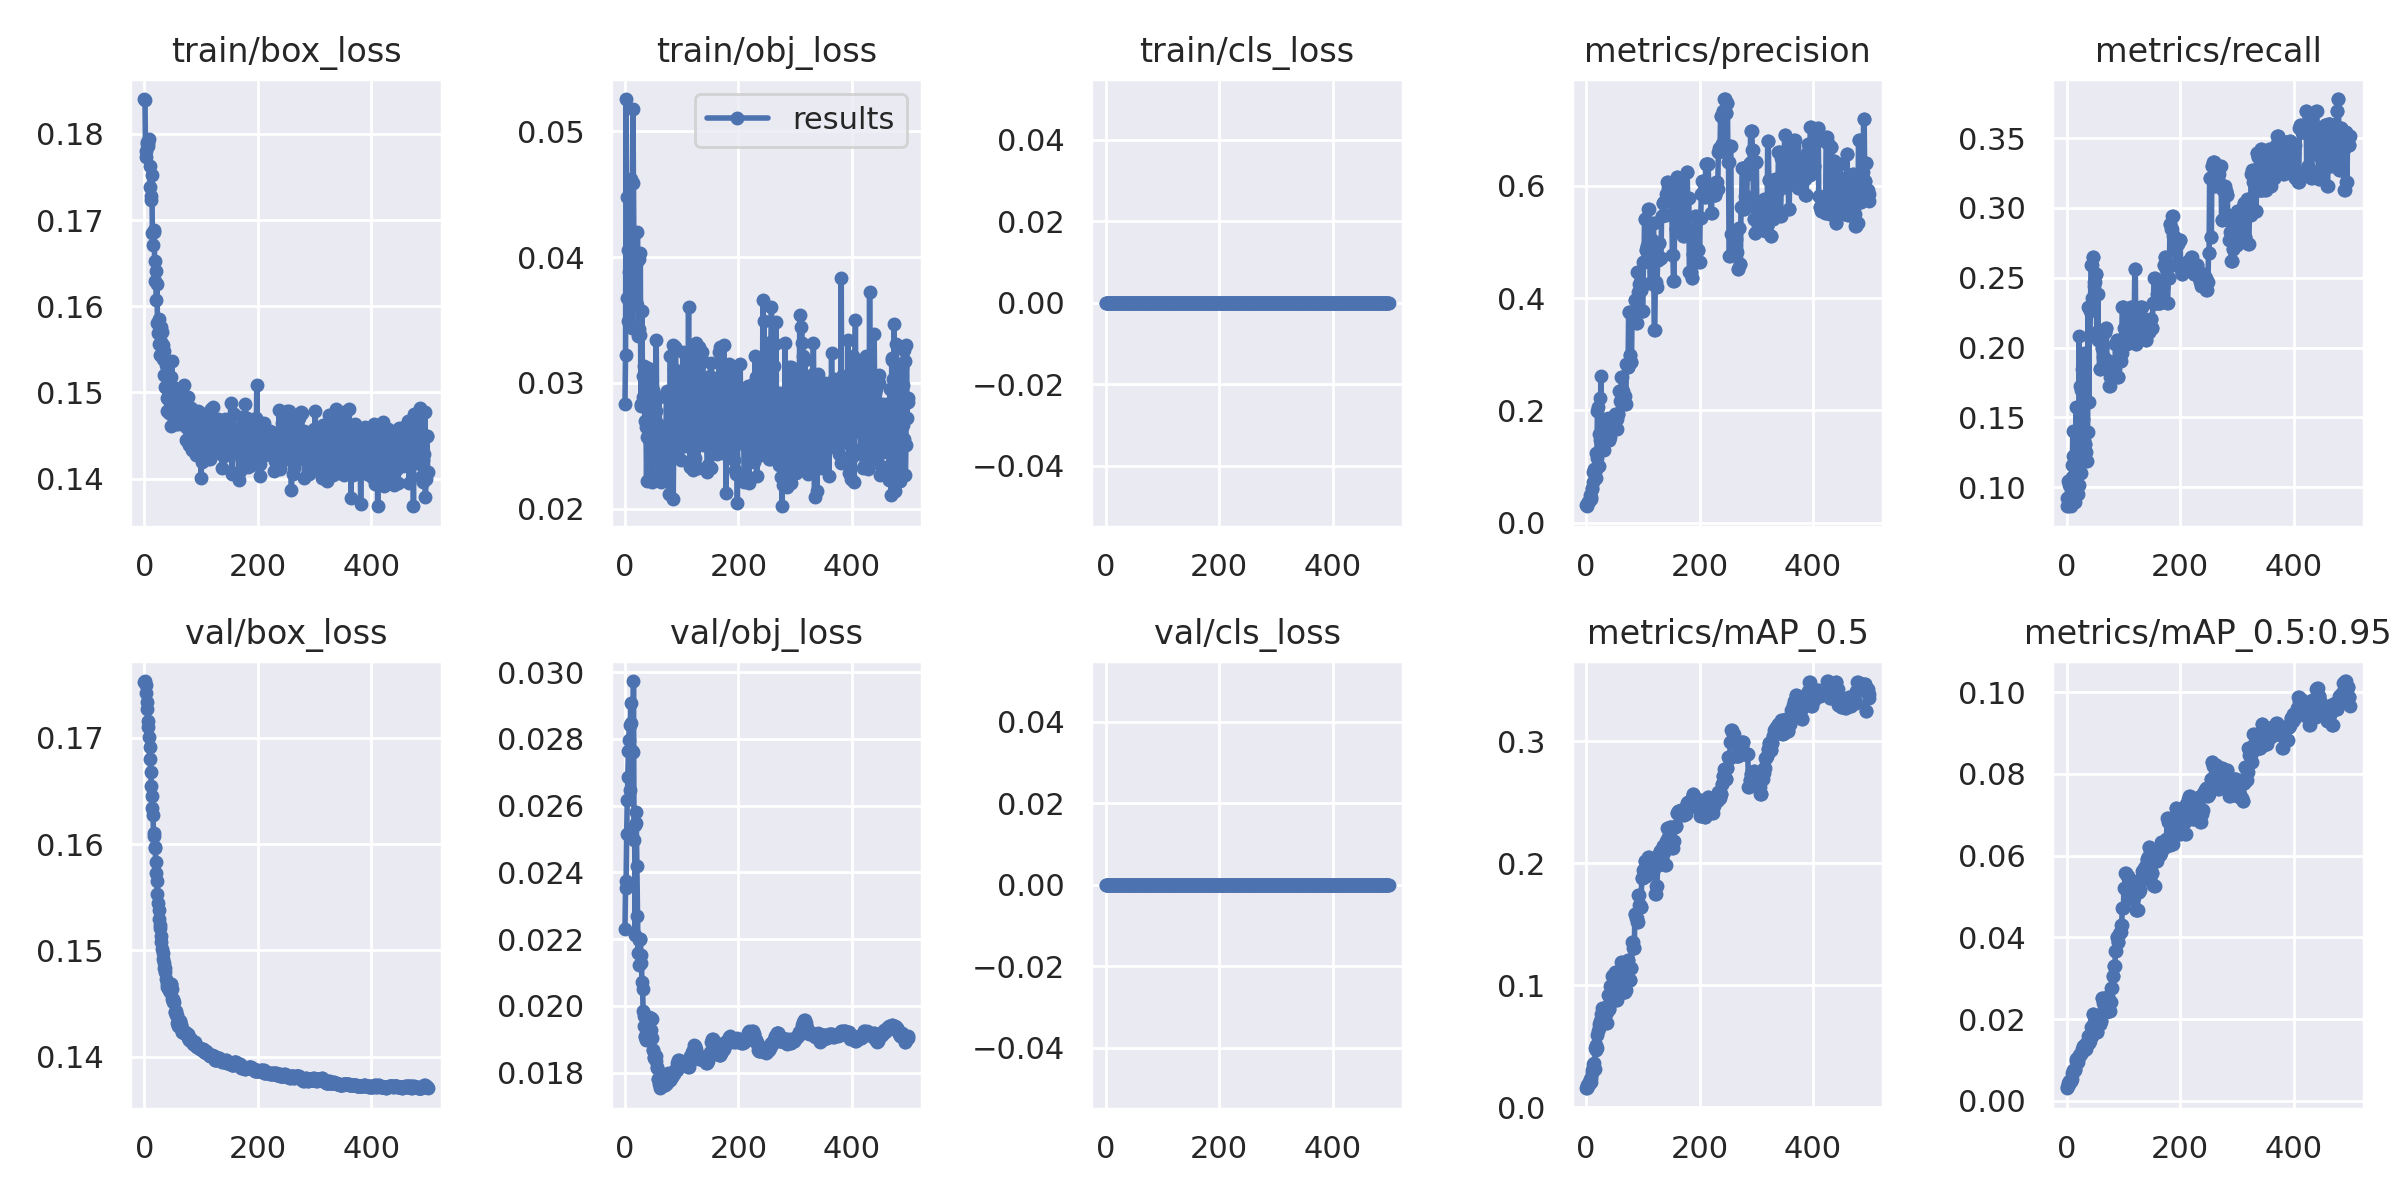 train/box_loss
0.18
0.17
0.16
0.15
0.14
0 200 400
train/obj_loss
results
0.05
0.04
0.03
0.02
0 200 400
train/cls_loss
0.04
0.02
0.00
−0.02
−0.04
0 200 400
metrics/precision
0.6
0.4
0.2
0.0
0 200 400
metrics/recall
0.35
0.30
0.25
0.20
0.15
0.10
0 200 400
val/box_loss
0.17
0.16
0.15
0.14
0 200 400
val/obj_loss
0.030
0.028
0.026
0.024
0.022
0.020
0.018
0 200 400
val/cls_loss
0.04
0.02
0.00
−0.02
−0.04
0 200 400
metrics/mAP_0.5
0.3
0.2
0.1
0.0
0 200 400
metrics/mAP_0.5:0.95
0.10
0.08
0.06
0.04
0.02
0.00
0 200 400